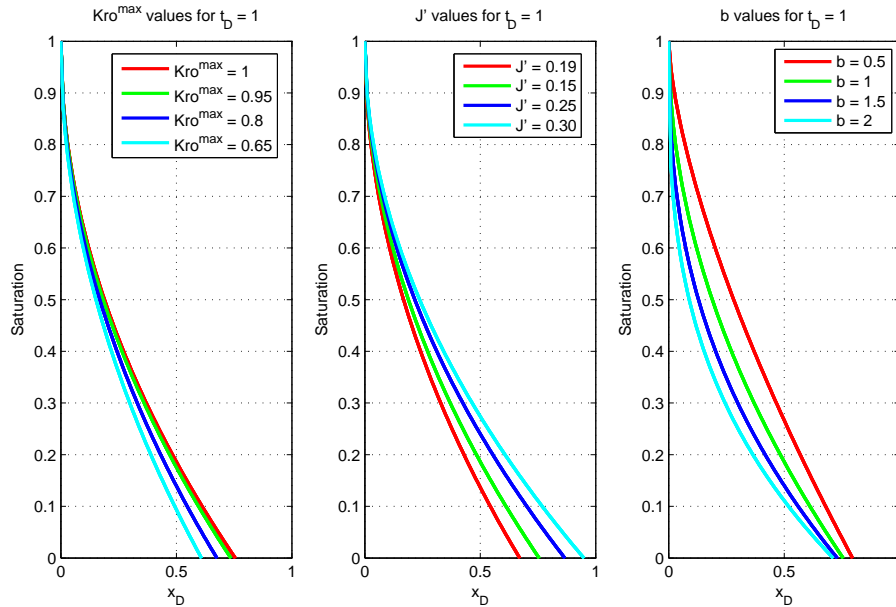 Kro^max values for t_D = 1
1
0.9
0.8
0.7
0.6
0.5
0.4
0.3
0.2
0.1
0
Saturation
0 0.5 1
x_D
Kro^max = 1
Kro^max = 0.95
Kro^max = 0.8
Kro^max = 0.65
J' values for t_D = 1
1
0.9
0.8
0.7
0.6
0.5
0.4
0.3
0.2
0.1
0
Saturation
0 0.5 1
x_D
J' = 0.19
J' = 0.15
J' = 0.25
J' = 0.30
b values for t_D = 1
1
0.9
0.8
0.7
0.6
0.5
0.4
0.3
0.2
0.1
0
Saturation
0 0.5 1
x_D
b = 0.5
b = 1
b = 1.5
b = 2